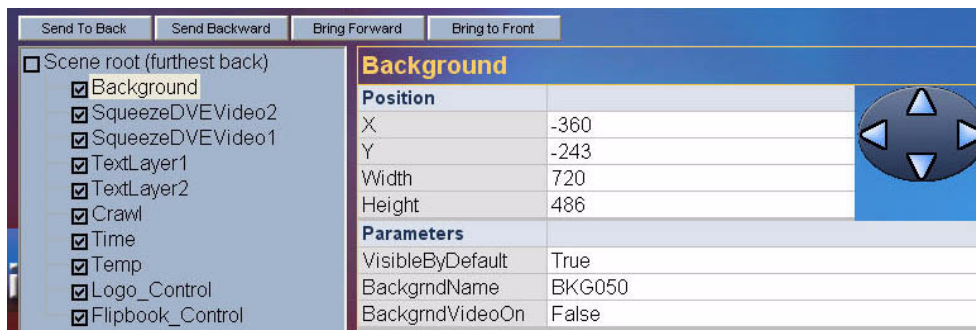 Send To Back
Send Backward
Bring Forward
Bring to Front
Scene root (furthest back)
Background
SqueezeDVEVideo2
SqueezeDVEVideo1
TextLayer1
TextLayer2
Crawl
Time
Temp
Logo_Control
Flipbook_Control
Background
Position
X -360
Y -243
Width 720
Height 486
Parameters
VisibleByDefault True
BackgrndName BKG050
BackgrndVideoOn False